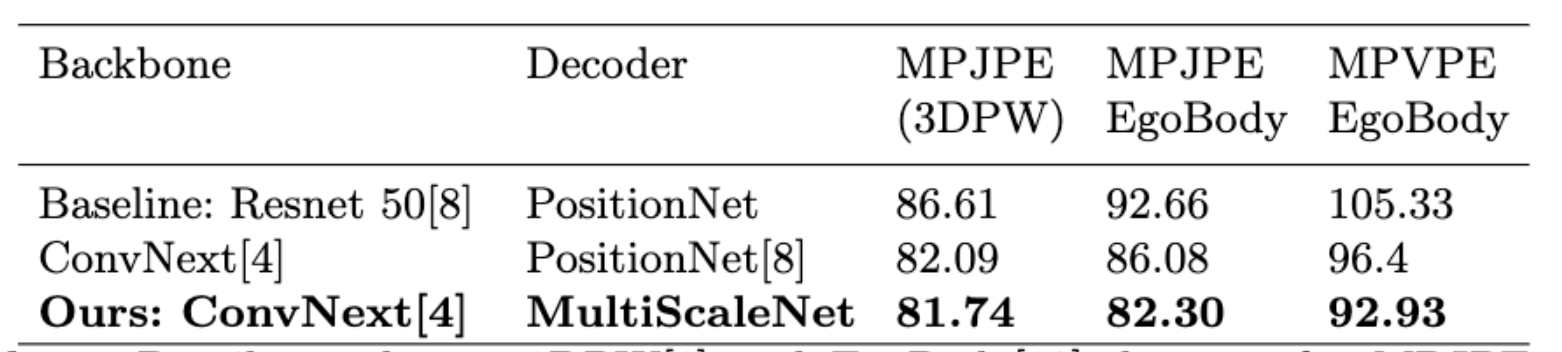 Backbone Decoder MPJPE MPJPE MPVPE
(3DPW) EgoBody EgoBody
Baseline: Resnet 50[8] PositionNet 86.61 92.66 105.33
ConvNext[4] PositionNet[8] 82.09 86.08 96.4
Ours: ConvNext[4] MultiScaleNet 81.74 82.30 92.93